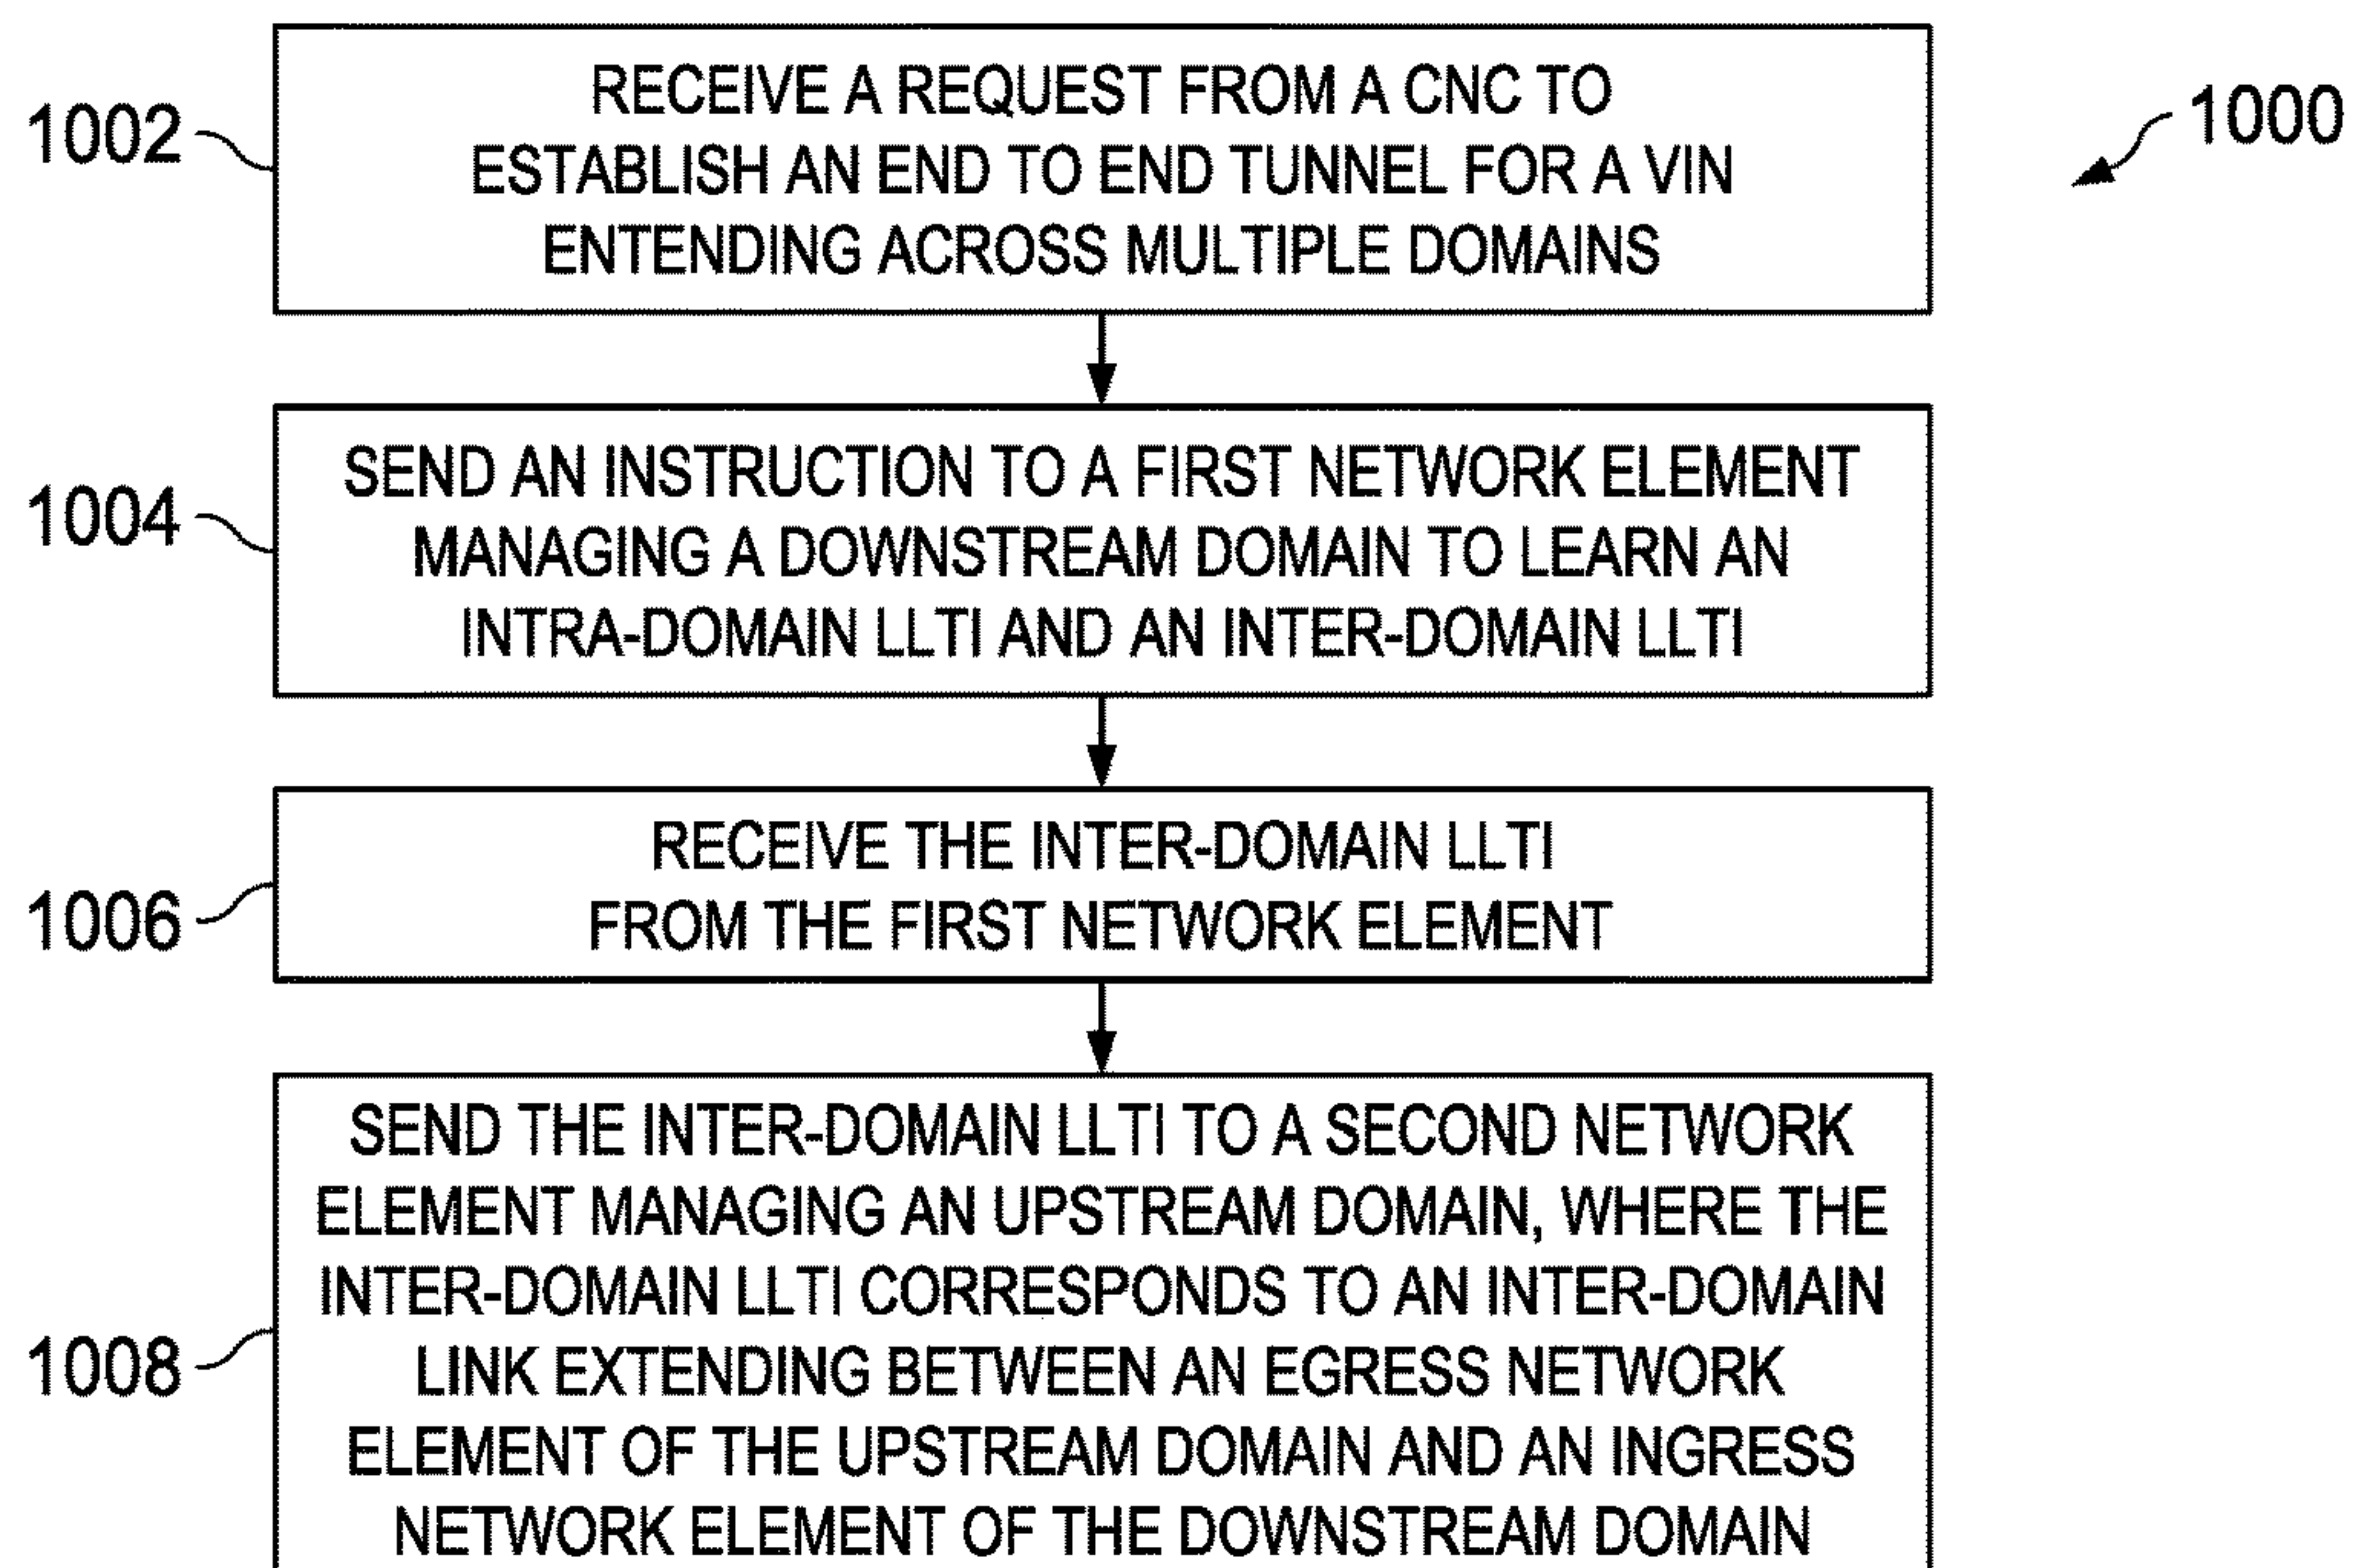 1000
1002
RECEIVE A REQUEST FROM A CNC TO
ESTABLISH AN END TO END TUNNEL FOR A VIN
ENTENDING ACROSS MULTIPLE DOMAINS
1004
SEND AN INSTRUCTION TO A FIRST NETWORK ELEMENT
MANAGING A DOWNSTREAM DOMAIN TO LEARN AN
INTRA-DOMAIN LLTI AND AN INTER-DOMAIN LLTI
1006
RECEIVE THE INTER-DOMAIN LLTI
FROM THE FIRST NETWORK ELEMENT
1008
SEND THE INTER-DOMAIN LLTI TO A SECOND NETWORK
ELEMENT MANAGING AN UPSTREAM DOMAIN, WHERE THE
INTER-DOMAIN LLTI CORRESPONDS TO AN INTER-DOMAIN
LINK EXTENDING BETWEEN AN EGRESS NETWORK
ELEMENT OF THE UPSTREAM DOMAIN AND AN INGRESS
NETWORK ELEMENT OF THE DOWNSTREAM DOMAIN